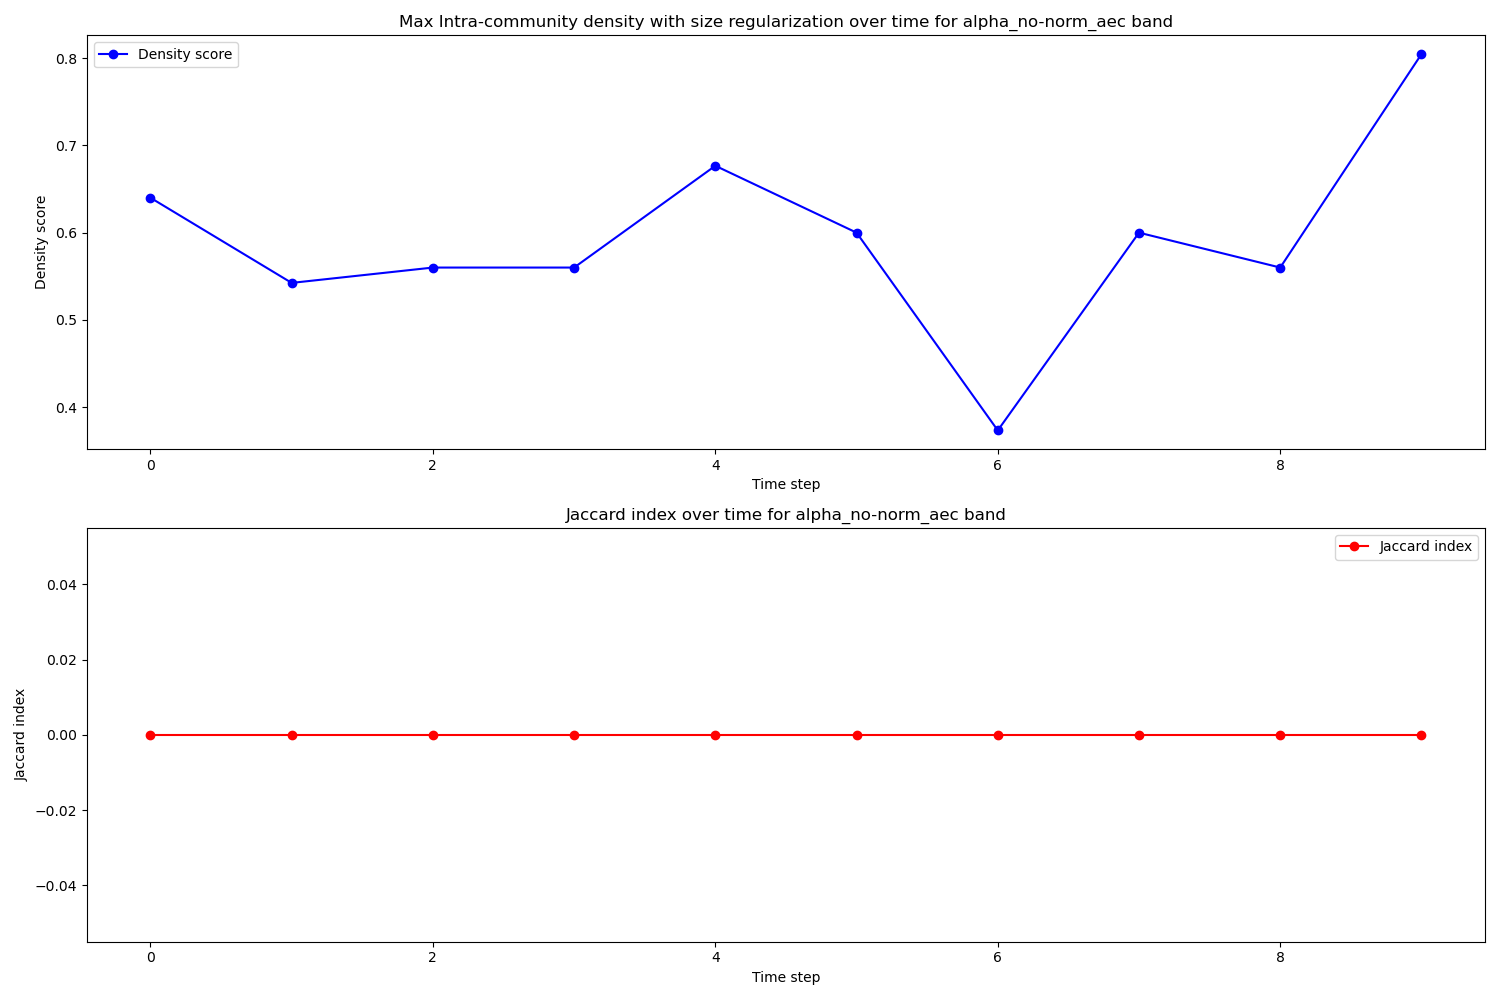 Max Intra-community density with size regularization over time for alpha_no-norm_aec band
Density score
0.8
0.7
0.6
0.5
0.4
Density score
0 2 4 6 8
Time step
Jaccard index over time for alpha_no-norm_aec band
Jaccard index
0.04
0.02
0.00
−0.02
−0.04
Jaccard index
0 2 4 6 8
Time step